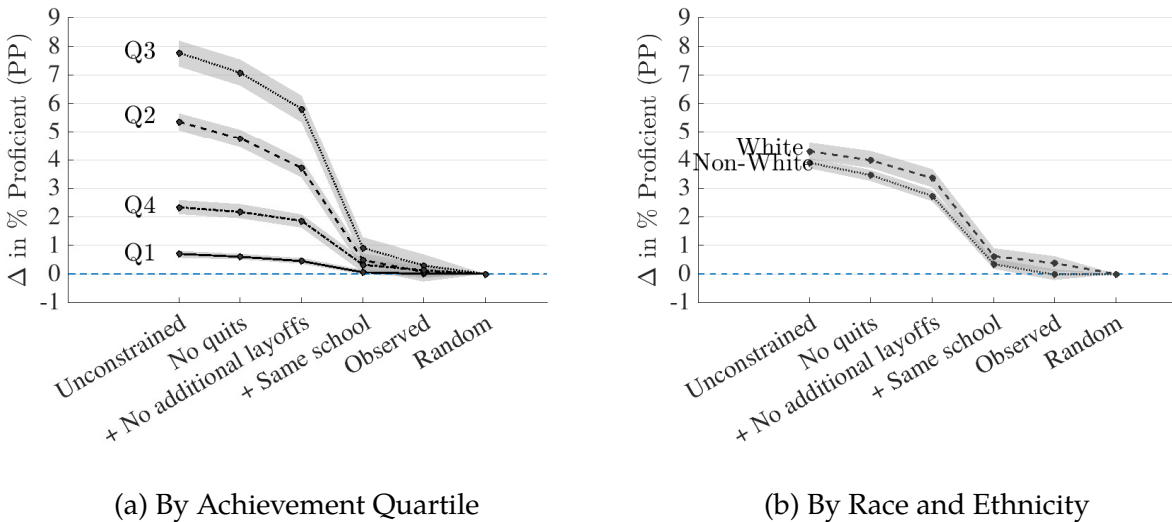 Δ in % Proficient (PP)
9
8
7
6
5
4
3
2
1
0
-1
Q3
Q2
Q4
Q1
Unconstrained
No quits
+ No additional layoffs
+ Same school
Observed
Random
(a) By Achievement Quartile
Δ in % Proficient (PP)
9
8
7
6
5
4
3
2
1
0
-1
White
Non-White
Unconstrained
No quits
+ No additional layoffs
+ Same school
Observed
Random
(b) By Race and Ethnicity